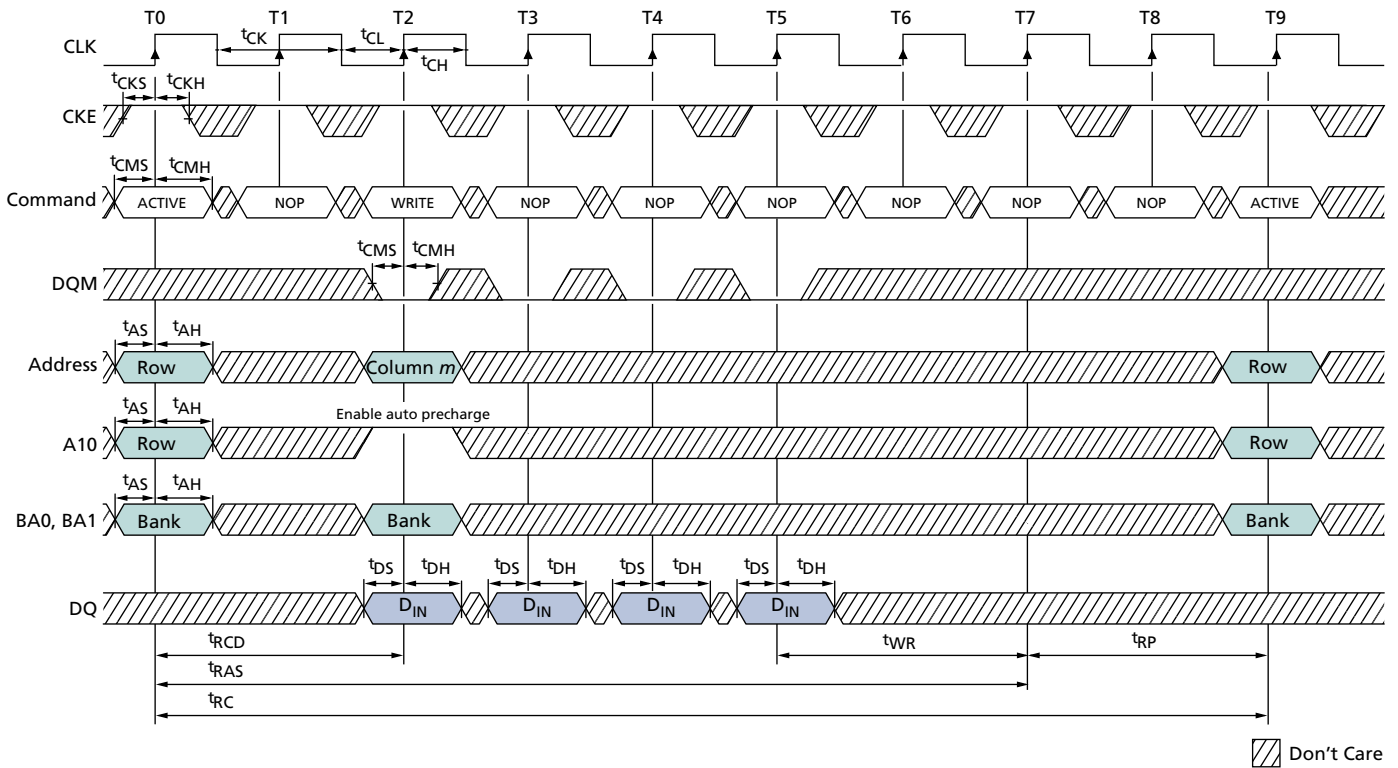 T0 T1 T2 T3 T4 T5 T6 T7 T8 T9
CLK
tCK tCL
tCH
tCKS tCKH
CKE
tCMS tCMH
Command ACTIVE NOP WRITE NOP NOP NOP NOP NOP NOP ACTIVE
tCMS tCMH
DQM
tAS tAH
Address Row Column m Row
tAS tAH Enable auto precharge
A10 Row Row
tAS tAH
BA0, BA1 Bank Bank Bank
tDS tDH tDS tDH tDS tDH tDS tDH
DQ DIN DIN DIN DIN
tRCD tWR tRP
tRAS
tRC
Don't Care